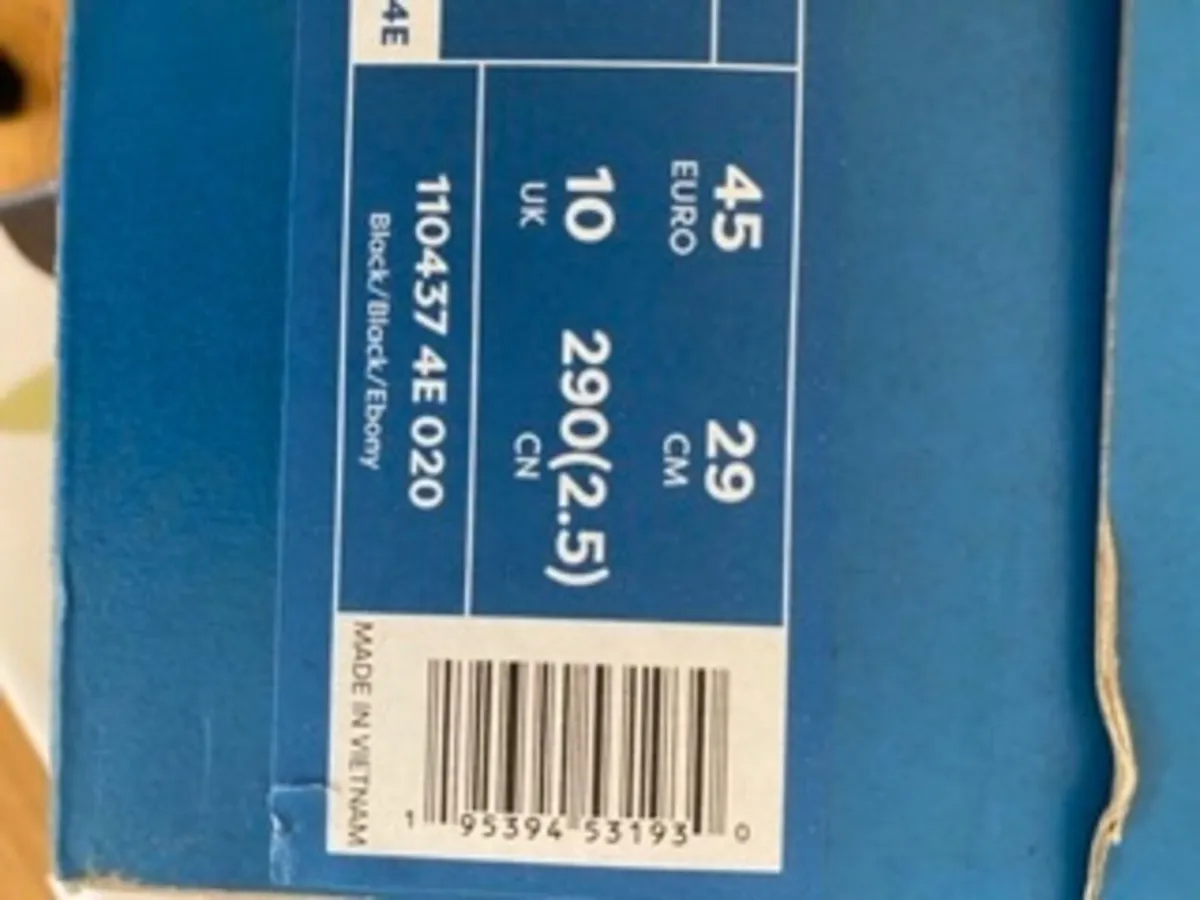 4E
45 29
EURO CM
10 290(2.5)
UK CN
110437 4E 020
Black/Black/Ebony
1 95394 53193 0
MADE IN VIETNAM